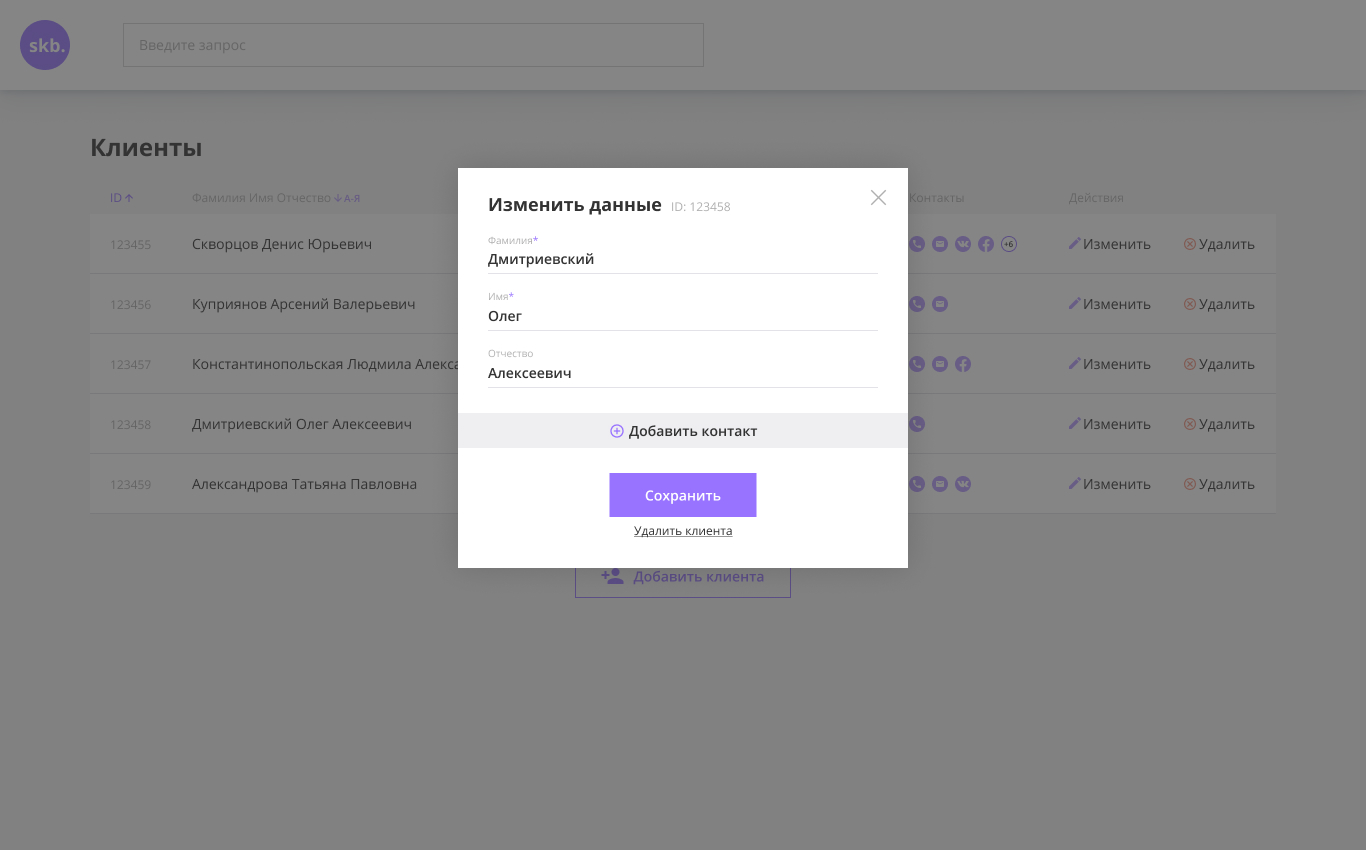 skb.
Введите запрос
Клиенты
ID Фамилия Имя Отчество А-Я Контакты Действия
123455 Скворцов Денис Юрьевич +6 Изменить Удалить
123456 Куприянов Арсений Валерьевич Изменить Удалить
123457 Константинопольская Людмила Алекса Изменить Удалить
123458 Дмитриевский Олег Алексеевич Изменить Удалить
123459 Александрова Татьяна Павловна Изменить Удалить
Изменить данные ID: 123458
Фамилия*
Дмитриевский
Имя*
Олег
Отчество
Алексеевич
Добавить контакт
Сохранить
Удалить клиента
Добавить клиента